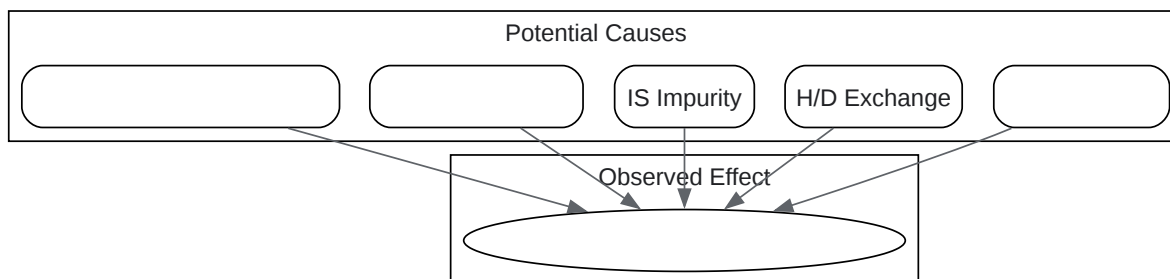 Potential Causes
IS Impurity
H/D Exchange
Observed Effect